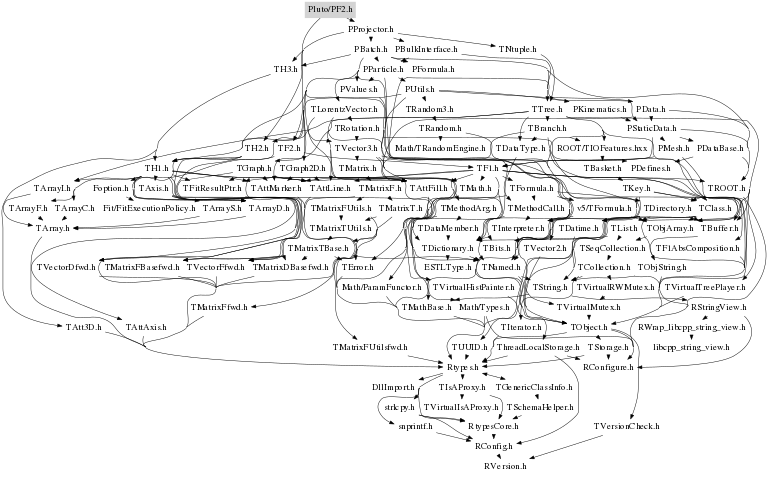 Pluto/PF2.h
PProjector.h
PBatch.h PBulkInterface.h TNtuple.h
TH3.h PParticle.h PFormula.h
PValues.h PUtils.h
TLorentzVector.h TRandom3.h TTree.h PKinematics.h PData.h
TRotation.h TRandom.h TBranch.h PStaticData.h
TH2.h TF2.h TVector3.h Math/TRandomEngine.h TDataType.h ROOT/TIOFeatures.hxx PMesh.h PDataBase.h
TH1.h TGraph.h TGraph2D.h TMatrix.h TF1.h TBasket.h PDefines.h
TArrayI.h Foption.h TAxis.h TFitResultPtr.h TAttMarker.h TAttLine.h TMatrixF.h TAttFill.h TMath.h TFormula.h TKey.h TROOT.h
TArrayF.h TArrayC.h Fit/FitExecutionPolicy.h TArrayS.h TArrayD.h TMatrixFUtils.h TMatrixT.h TMethodArg.h TMethodCall.h v5/TFormula.h TDirectory.h TClass.h
TArray.h TMatrixTUtils.h TDataMember.h TInterpreter.h TDatime.h TList.h TObjArray.h TBuffer.h
TMatrixTBase.h TDictionary.h TBits.h TVector2.h TSeqCollection.h TF1AbsComposition.h
TVectorDfwd.h TMatrixFBasefwd.h TVectorFfwd.h TMatrixDBasefwd.h TError.h ESTLType.h TNamed.h TCollection.h TObjString.h
Math/ParamFunctor.h TVirtualHistPainter.h TString.h TVirtualRWMutex.h TVirtualTreePlayer.h
TMatrixFfwd.h TMathBase.h Math/Types.h TVirtualMutex.h RStringView.h
TAtt3D.h TAttAxis.h TIterator.h TObject.h RWrap_libcpp_string_view.h
TMatrixFUtilsfwd.h TUUID.h ThreadLocalStorage.h TStorage.h libcpp_string_view.h
Rtypes.h RConfigure.h
DllImport.h TIsAProxy.h TGenericClassInfo.h
strlcpy.h TVirtualIsAProxy.h TSchemaHelper.h
snprintf.h RtypesCore.h TVersionCheck.h
RConfig.h
RVersion.h